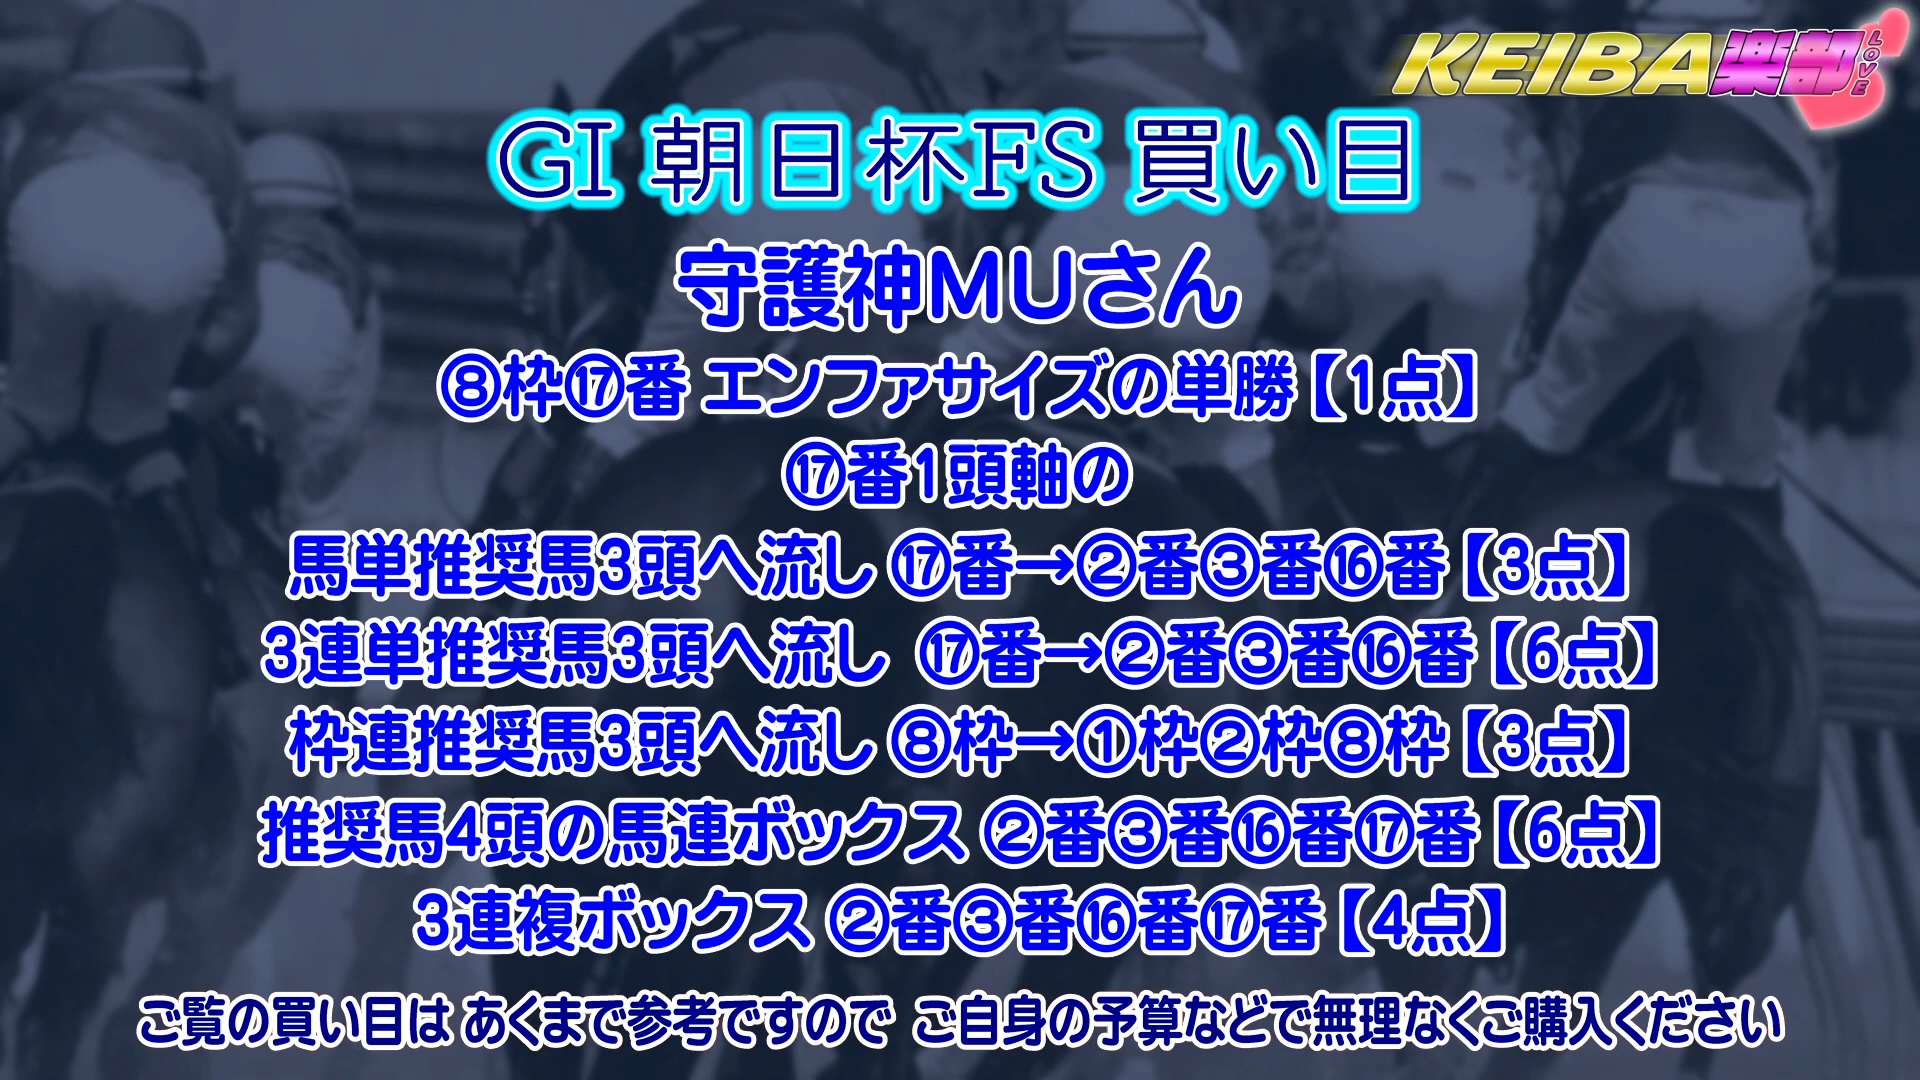 KEIBA楽部 LOVE
GI 朝日杯FS 買い目
守護神MUさん
⑧枠⑰番 エンファサイズの単勝【1点】
⑰番1頭軸の
馬単推奨馬3頭へ流し ⑰番→②番③番⑯番【3点】
3連単推奨馬3頭へ流し ⑰番→②番③番⑯番【6点】
枠連推奨馬3頭へ流し ⑧枠→①枠②枠⑧枠【3点】
推奨馬4頭の馬連ボックス ②番③番⑯番⑰番【6点】
3連複ボックス ②番③番⑯番⑰番【4点】
ご覧の買い目は あくまで参考ですので ご自身の予算などで無理なくご購入ください